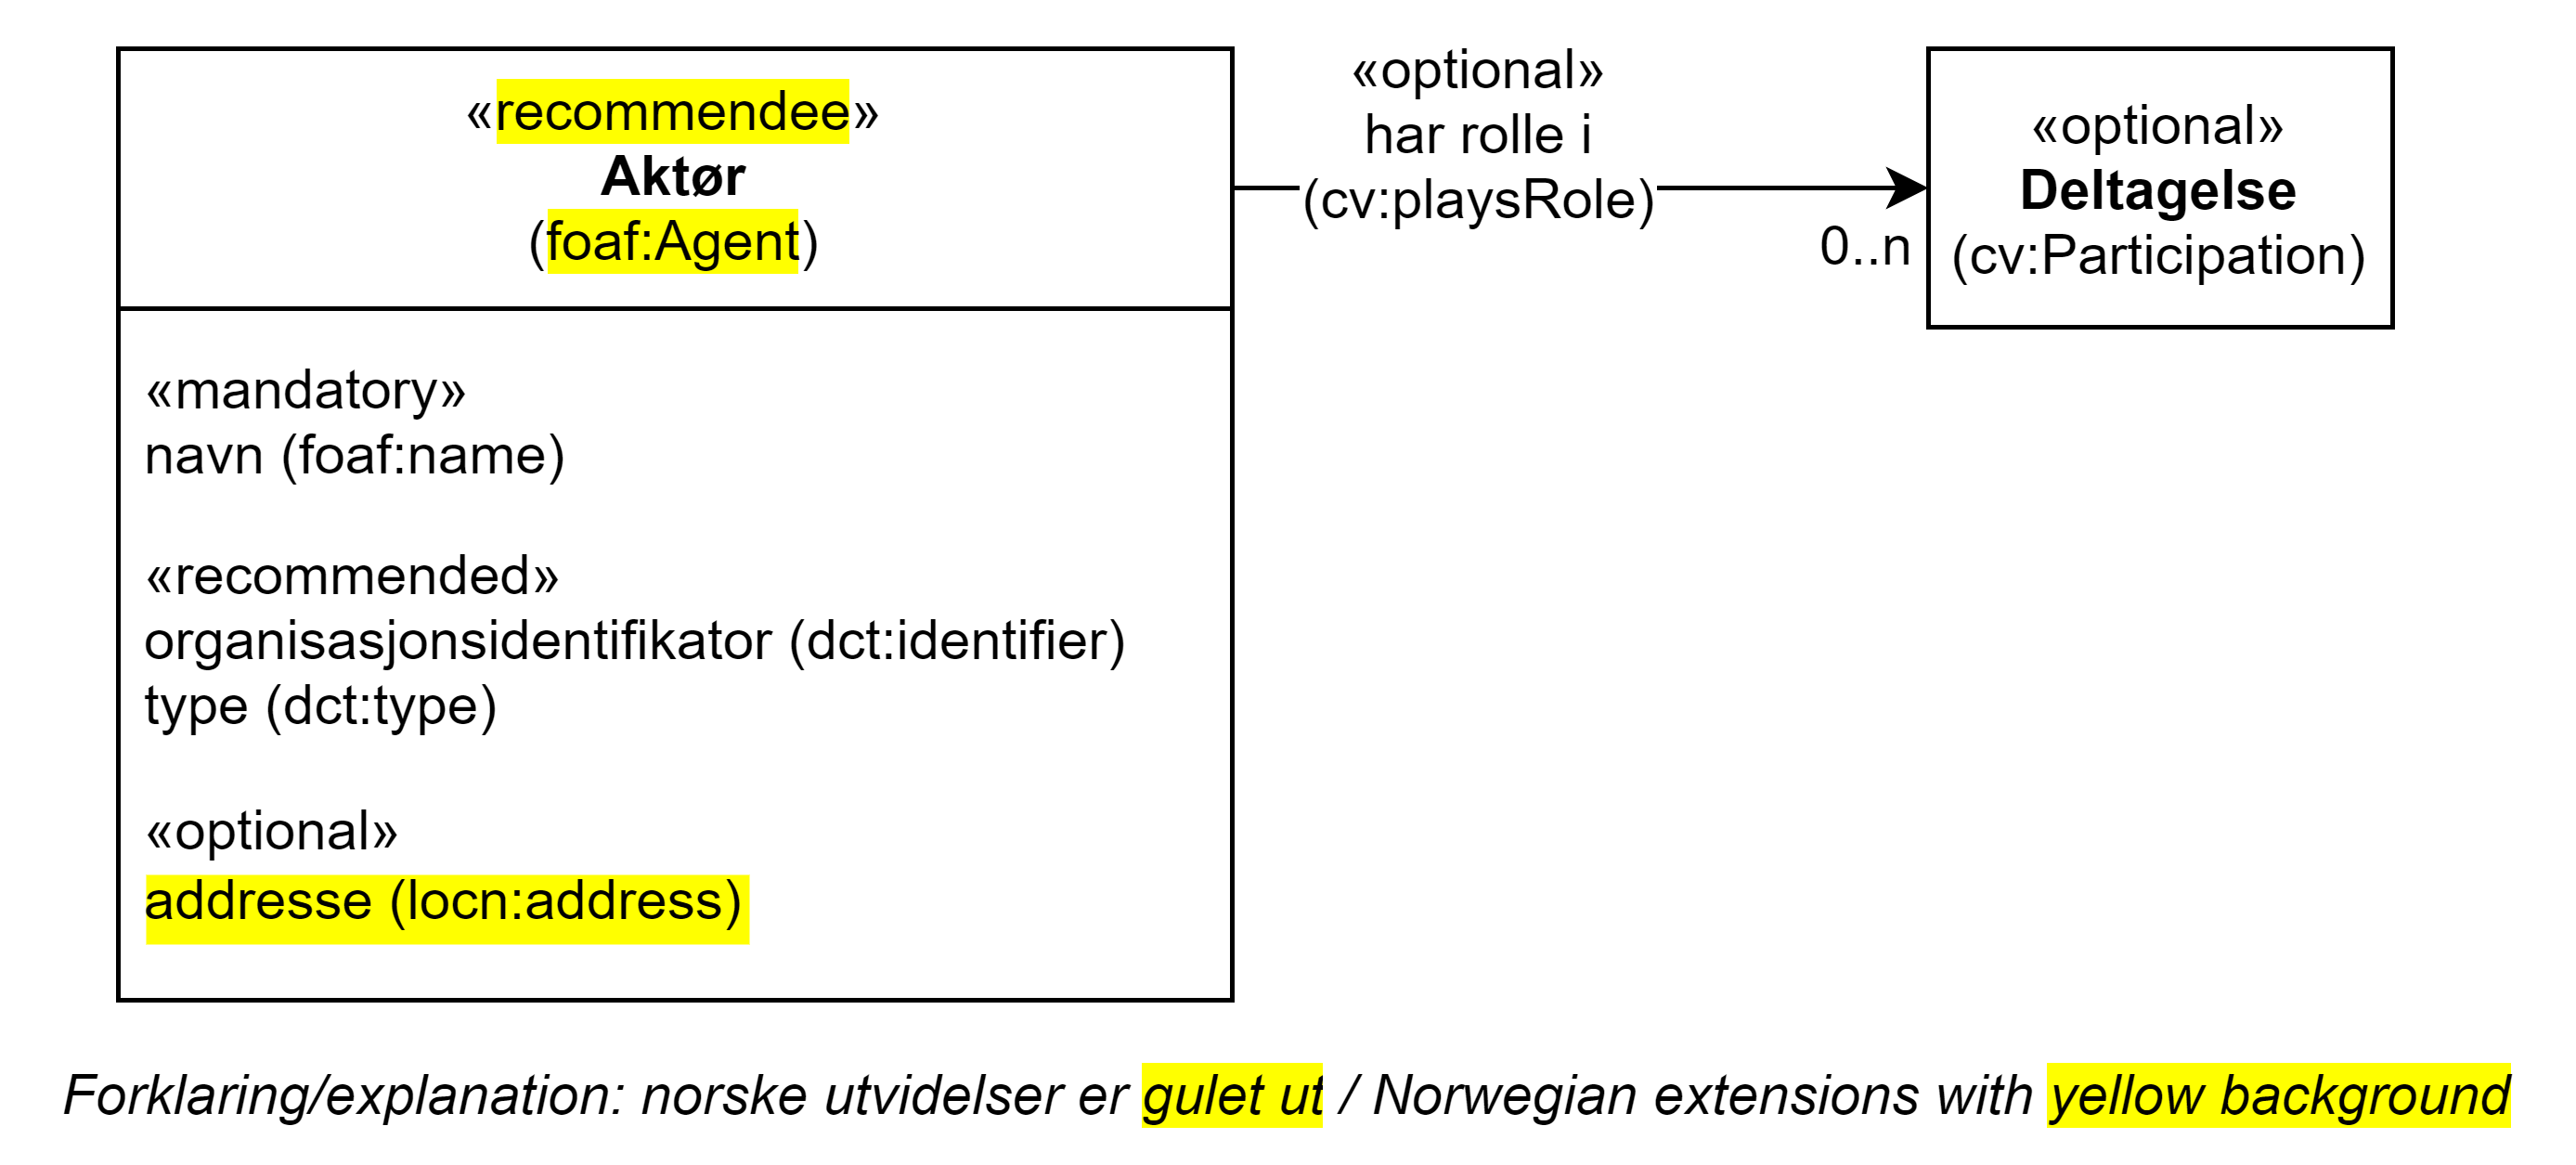 «recommendee»
Aktør
(foaf:Agent)
«mandatory»
navn (foaf:name)
«recommended»
organisasjonsidentifikator (dct:identifier)
type (dct:type)
«optional»
addresse (locn:address)
«optional»
har rolle i
(cv:playsRole)
0..n
«optional»
Deltagelse
(cv:Participation)
Forklaring/explanation: norske utvidelser er gulet ut / Norwegian extensions with yellow background